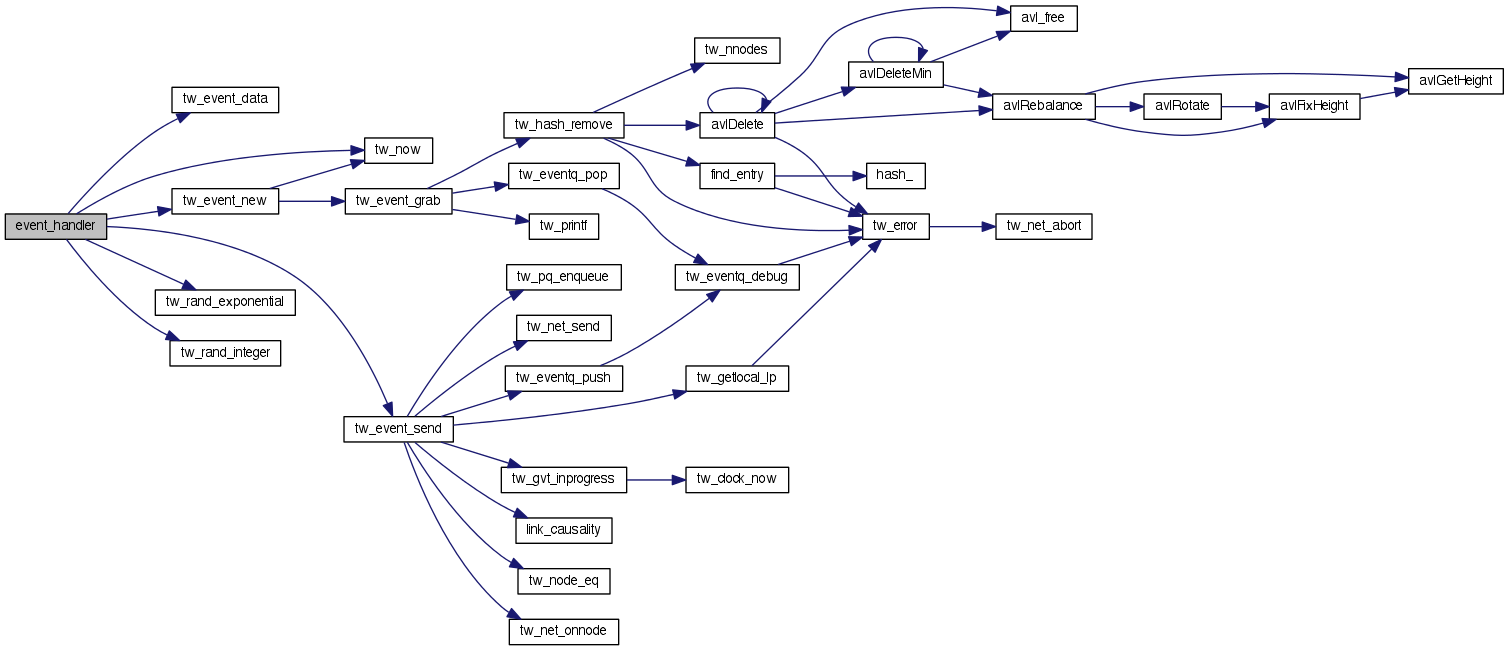 event_handler
tw_event_data
tw_now
tw_event_new
tw_rand_exponential
tw_rand_integer
tw_event_grab
tw_event_send
tw_hash_remove
tw_eventq_pop
tw_printf
tw_pq_enqueue
tw_net_send
tw_eventq_push
tw_gvt_inprogress
link_causality
tw_node_eq
tw_net_onnode
tw_nnodes
avlDelete
find_entry
tw_eventq_debug
tw_getlocal_lp
tw_clock_now
avlDeleteMin
hash_
tw_error
avl_free
avlRebalance
tw_net_abort
avlRotate
avlFixHeight
avlGetHeight